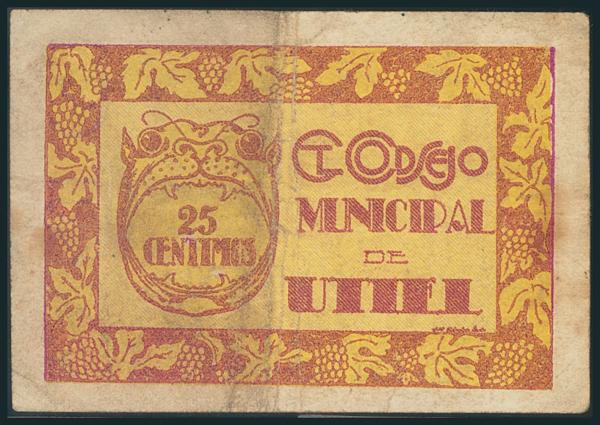 25
CENTIMOS
EL CONSEJO
MUNICIPAL
DE
UTIEL